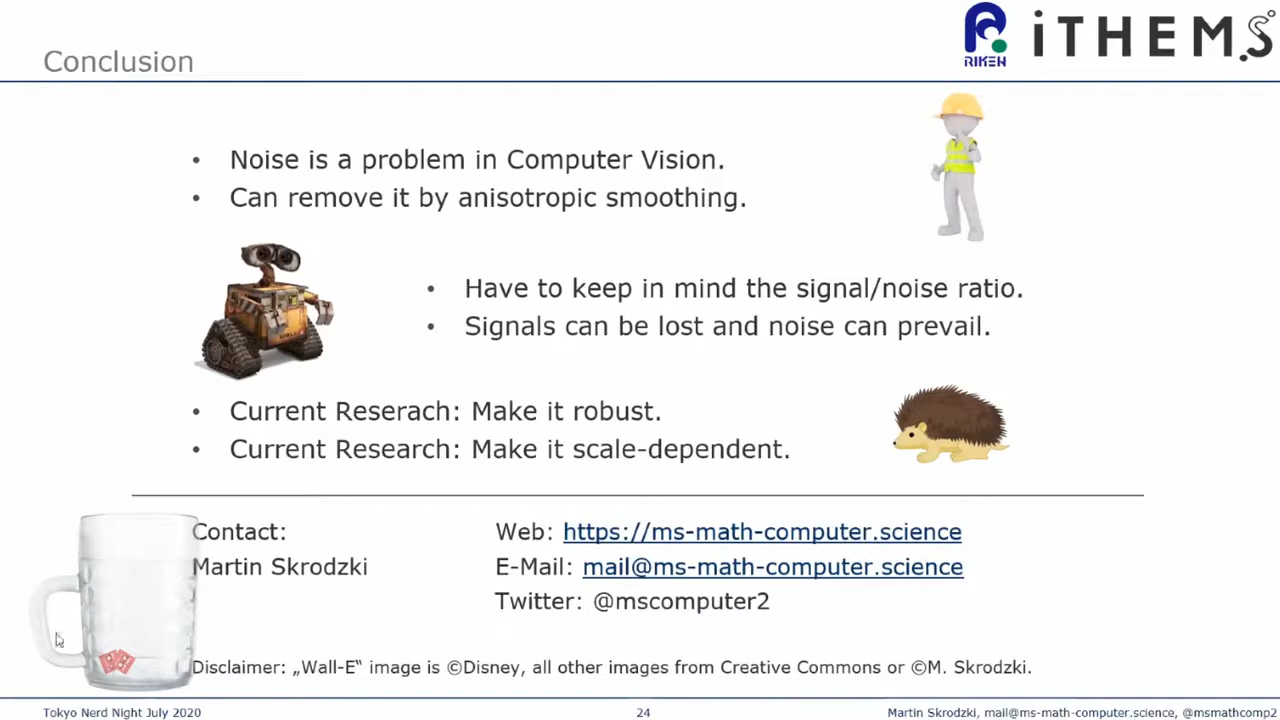 Conclusion
RIKEN
iTHEMS
• Noise is a problem in Computer Vision.
• Can remove it by anisotropic smoothing.
• Have to keep in mind the signal/noise ratio.
• Signals can be lost and noise can prevail.
• Current Reserach: Make it robust.
• Current Research: Make it scale-dependent.
Contact:
Martin Skrodzki
Web: https://ms-math-computer.science
E-Mail: mail@ms-math-computer.science
Twitter: @mscomputer2
Disclaimer: „Wall-E“ image is ©Disney, all other images from Creative Commons or ©M. Skrodzki.
Tokyo Nerd Night July 2020
24
Martin Skrodzki, mail@ms-math-computer.science, @msmathcomp2